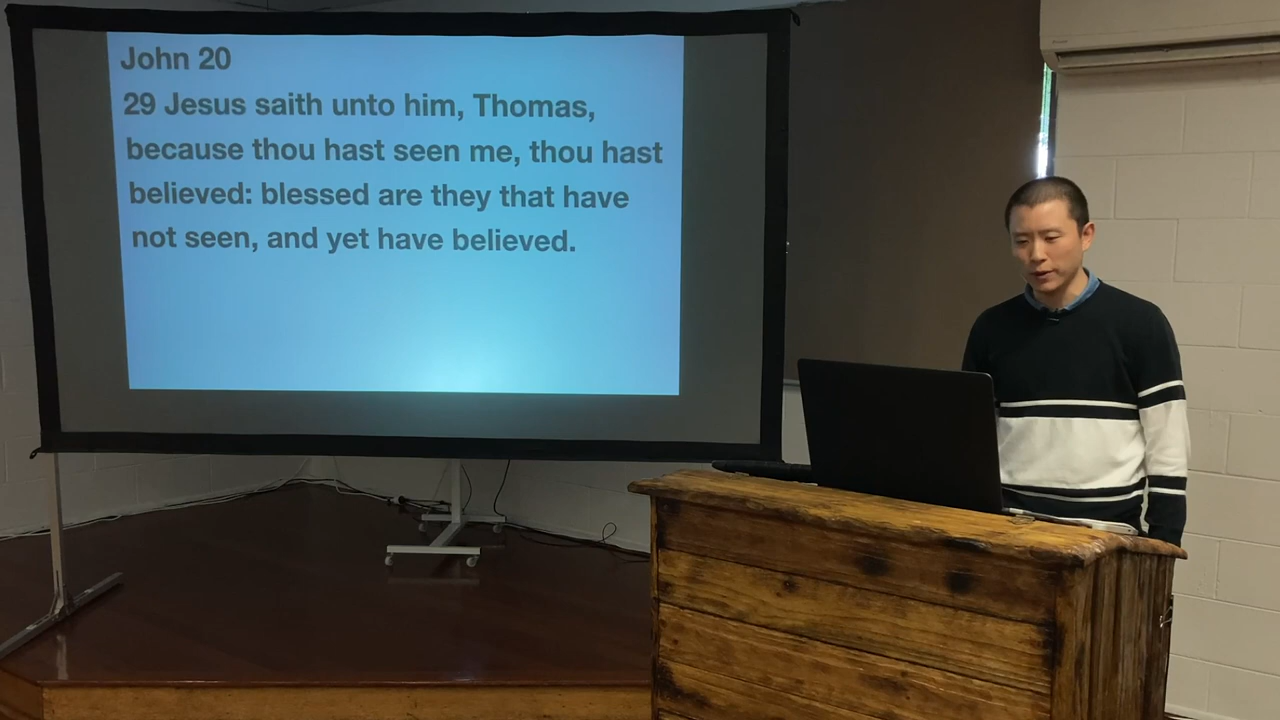 John 20
29 Jesus saith unto him, Thomas,
because thou hast seen me, thou hast
believed: blessed are they that have
not seen, and yet have believed.